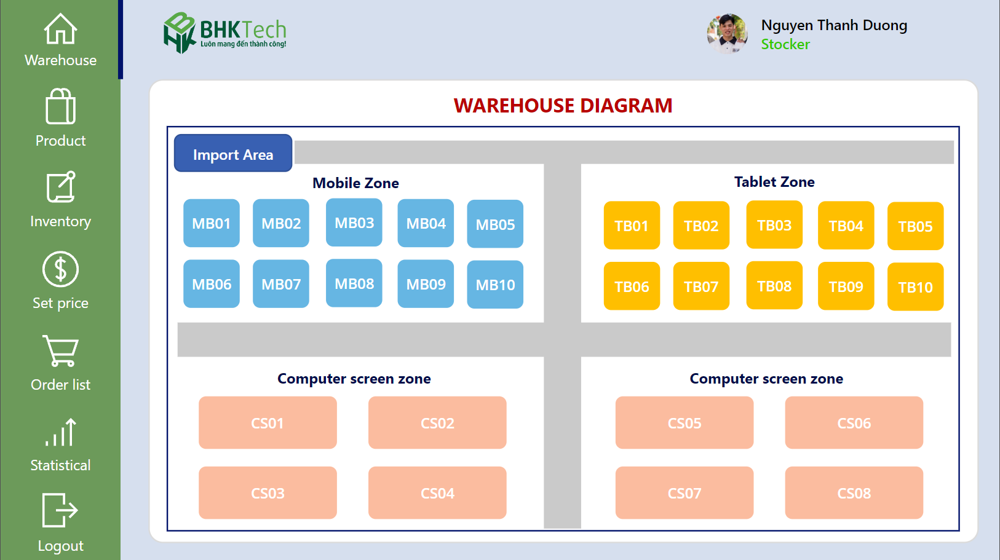 Warehouse
Product
Inventory
Set price
Order list
Statistical
Logout
BHKTech
Luôn mang đến thành công!
Nguyen Thanh Duong
Stocker
WAREHOUSE DIAGRAM
Import Area
Mobile Zone
MB01 MB02 MB03 MB04 MB05
MB06 MB07 MB08 MB09 MB10
Tablet Zone
TB01 TB02 TB03 TB04 TB05
TB06 TB07 TB08 TB09 TB10
Computer screen zone
CS01 CS02
CS03 CS04
Computer screen zone
CS05 CS06
CS07 CS08